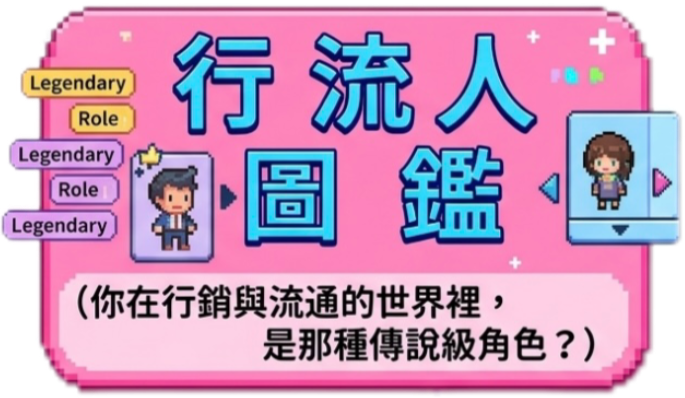 行流人
圖鑑
Legendary
Role
Legendary
Role
Legendary
（你在行銷與流通的世界裡，
是那種傳說級角色？）